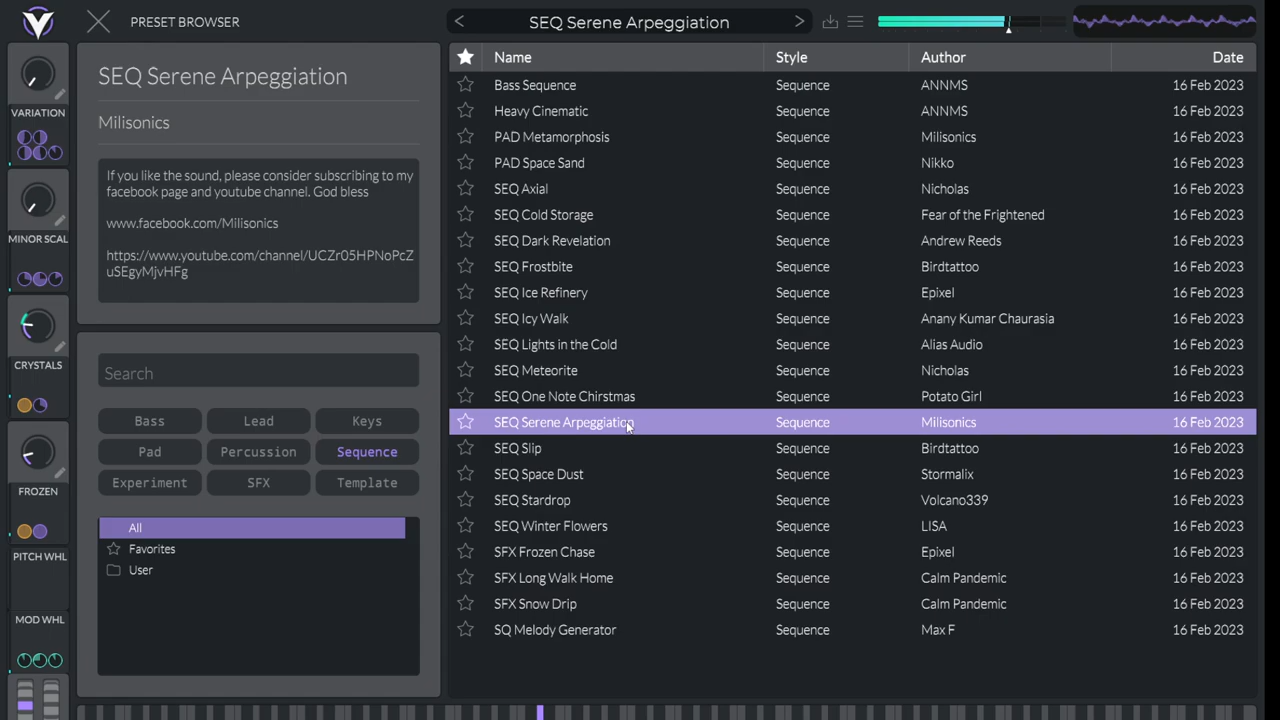 PRESET BROWSER
SEQ Serene Arpeggiation
SEQ Serene Arpeggiation
Milisonics
If you like the sound, please consider subscribing to my
facebook page and youtube channel. God bless
www.facebook.com/Milisonics
https://www.youtube.com/channel/UCZr05HPNoPcZ
uSEgyMjvHFg
VARIATION
MINOR SCAL
CRYSTALS
FROZEN
PITCH WHL
MOD WHL
Search
Bass Lead Keys
Pad Percussion Sequence
Experiment SFX Template
All
Favorites
User
Name Style Author Date
Bass Sequence Sequence ANNMS 16 Feb 2023
Heavy Cinematic Sequence ANNMS 16 Feb 2023
PAD Metamorphosis Sequence Milisonics 16 Feb 2023
PAD Space Sand Sequence Nikko 16 Feb 2023
SEQ Axial Sequence Nicholas 16 Feb 2023
SEQ Cold Storage Sequence Fear of the Frightened 16 Feb 2023
SEQ Dark Revelation Sequence Andrew Reeds 16 Feb 2023
SEQ Frostbite Sequence Birdtattoo 16 Feb 2023
SEQ Ice Refinery Sequence Epixel 16 Feb 2023
SEQ Icy Walk Sequence Anany Kumar Chaurasia 16 Feb 2023
SEQ Lights in the Cold Sequence Alias Audio 16 Feb 2023
SEQ Meteorite Sequence Nicholas 16 Feb 2023
SEQ One Note Chirstmas Sequence Potato Girl 16 Feb 2023
SEQ Serene Arpeggiation Sequence Milisonics 16 Feb 2023
SEQ Slip Sequence Birdtattoo 16 Feb 2023
SEQ Space Dust Sequence Stormalix 16 Feb 2023
SEQ Stardrop Sequence Volcano339 16 Feb 2023
SEQ Winter Flowers Sequence LISA 16 Feb 2023
SFX Frozen Chase Sequence Epixel 16 Feb 2023
SFX Long Walk Home Sequence Calm Pandemic 16 Feb 2023
SFX Snow Drip Sequence Calm Pandemic 16 Feb 2023
SQ Melody Generator Sequence Max F 16 Feb 2023